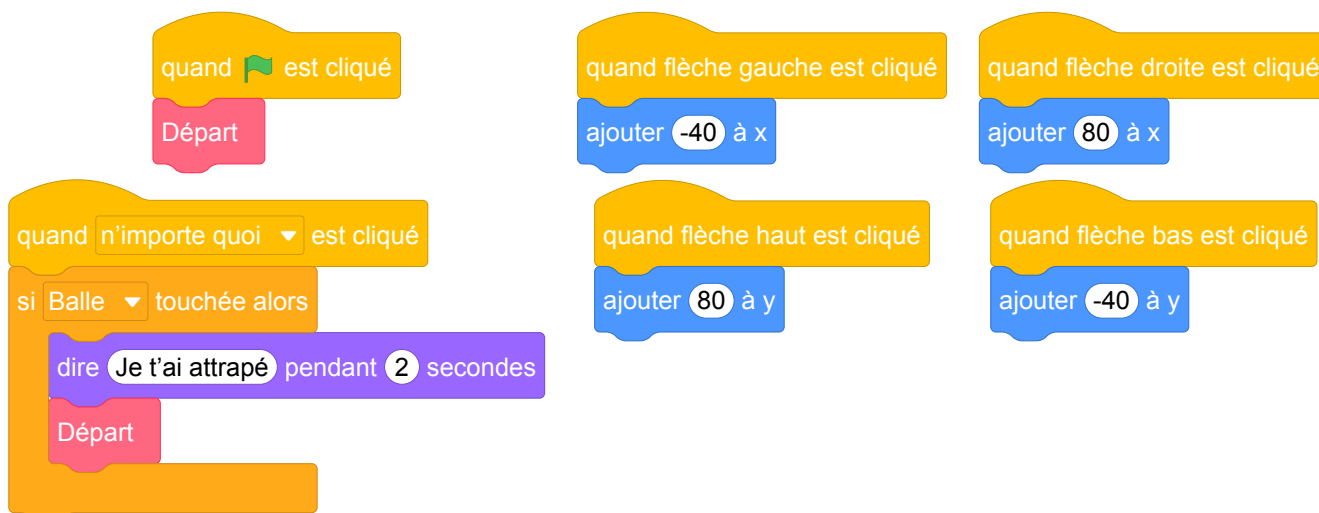 quand est cliqué
Départ
quand flèche gauche est cliqué
ajouter -40 à x
quand flèche droite est cliqué
ajouter 80 à x
quand n'importe quoi est cliqué
si Balle touchée alors
dire Je t'ai attrapé pendant 2 secondes
Départ
quand flèche haut est cliqué
ajouter 80 à y
quand flèche bas est cliqué
ajouter -40 à y